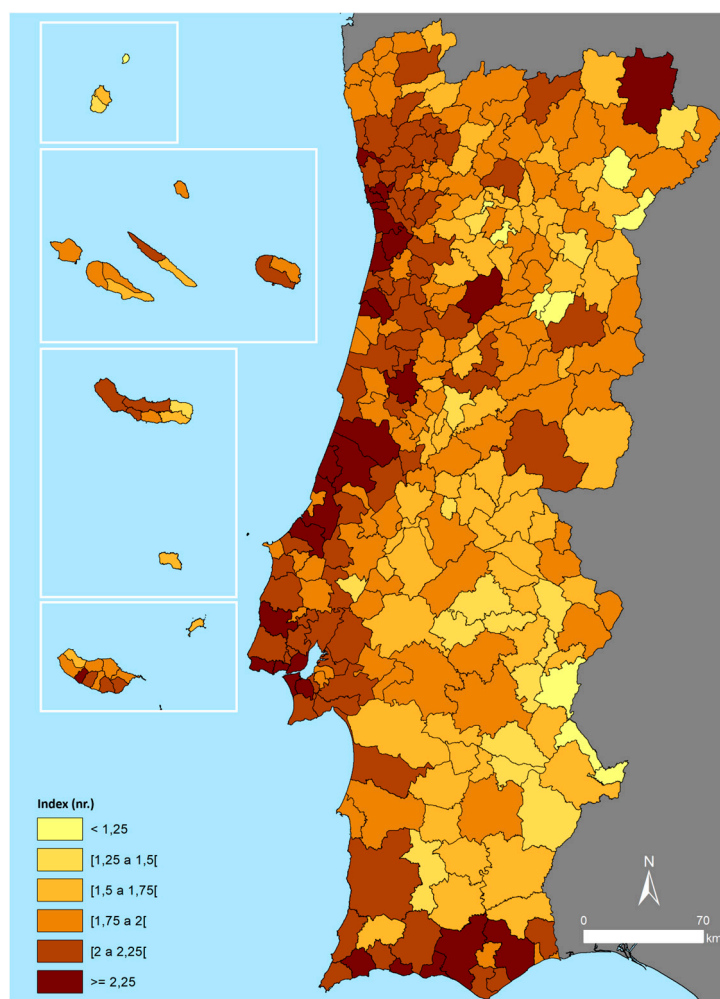 Index (nr.)
< 1,25
[1,25 a 1,5[
[1,5 a 1,75[
[1,75 a 2[
[2 a 2,25[
>= 2,25
N
0 70
km